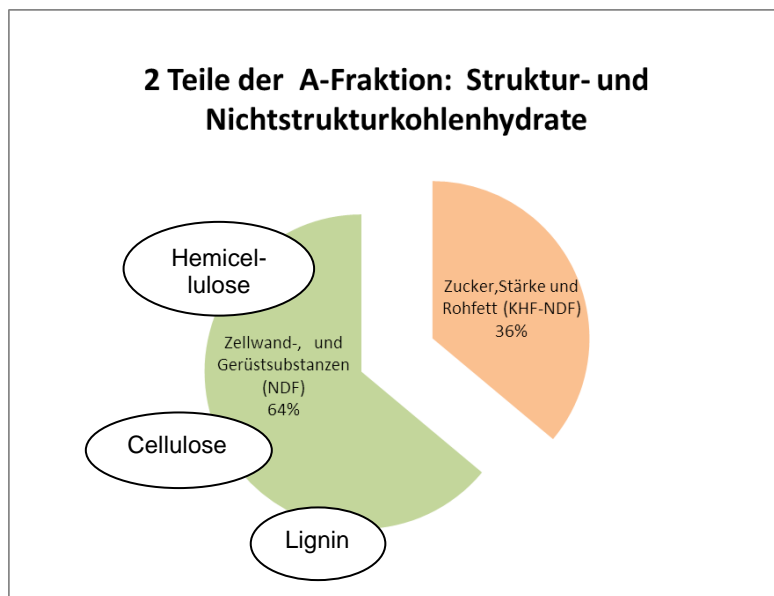 2 Teile der A-Fraktion: Struktur- und
Nichtstrukturkohlenhydrate
Hemicel-
lulose
Zellwand-, und
Gerüstsubstanzen
(NDF)
64%
Cellulose
Lignin
Zucker,Stärke und
Rohfett (KHF-NDF)
36%